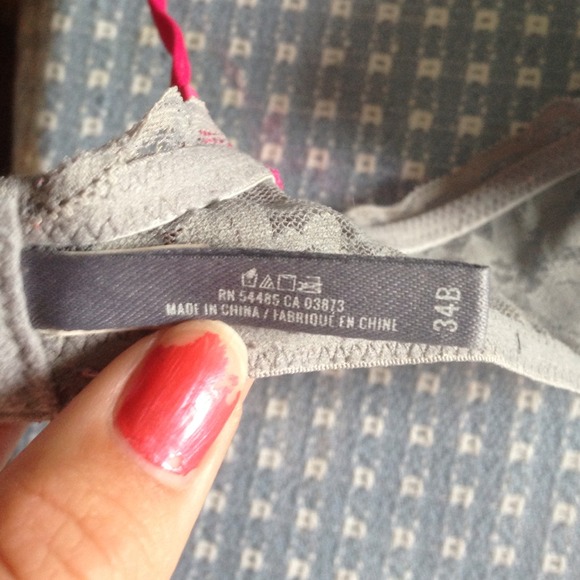 RN 54485 CA 03873
MADE IN CHINA / FABRIQUÉ EN CHINE
34B